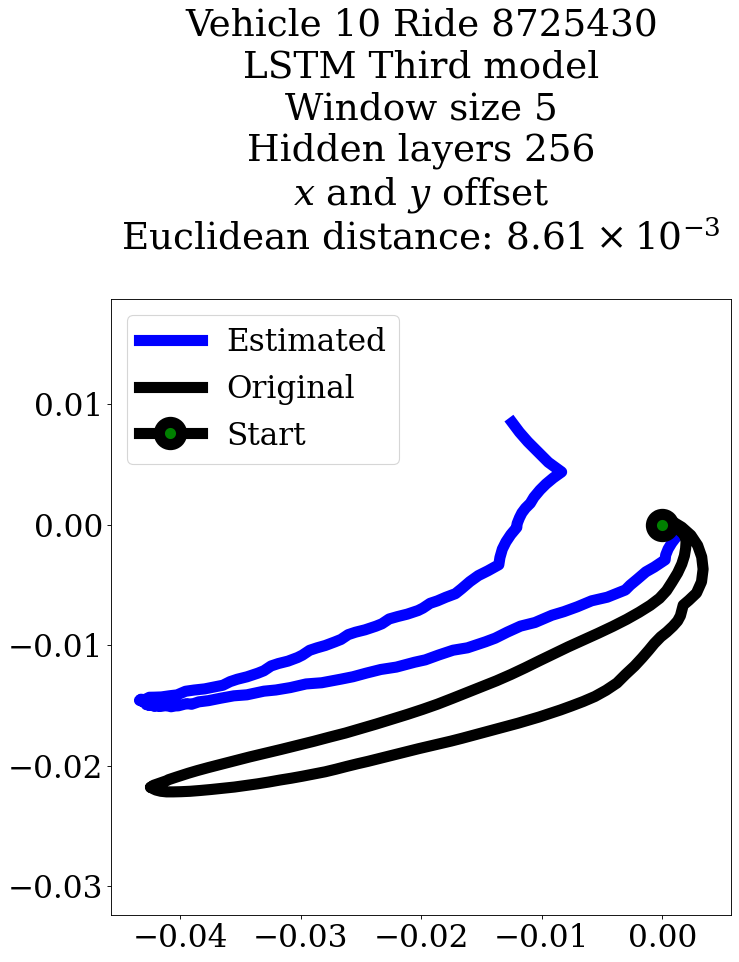 Vehicle 10 Ride 8725430
LSTM Third model
Window size 5
Hidden layers 256
x and y offset
Euclidean distance: 8.61 × 10⁻³
Estimated
Original
Start
0.01
0.00
−0.01
−0.02
−0.03
−0.04 −0.03 −0.02 −0.01 0.00